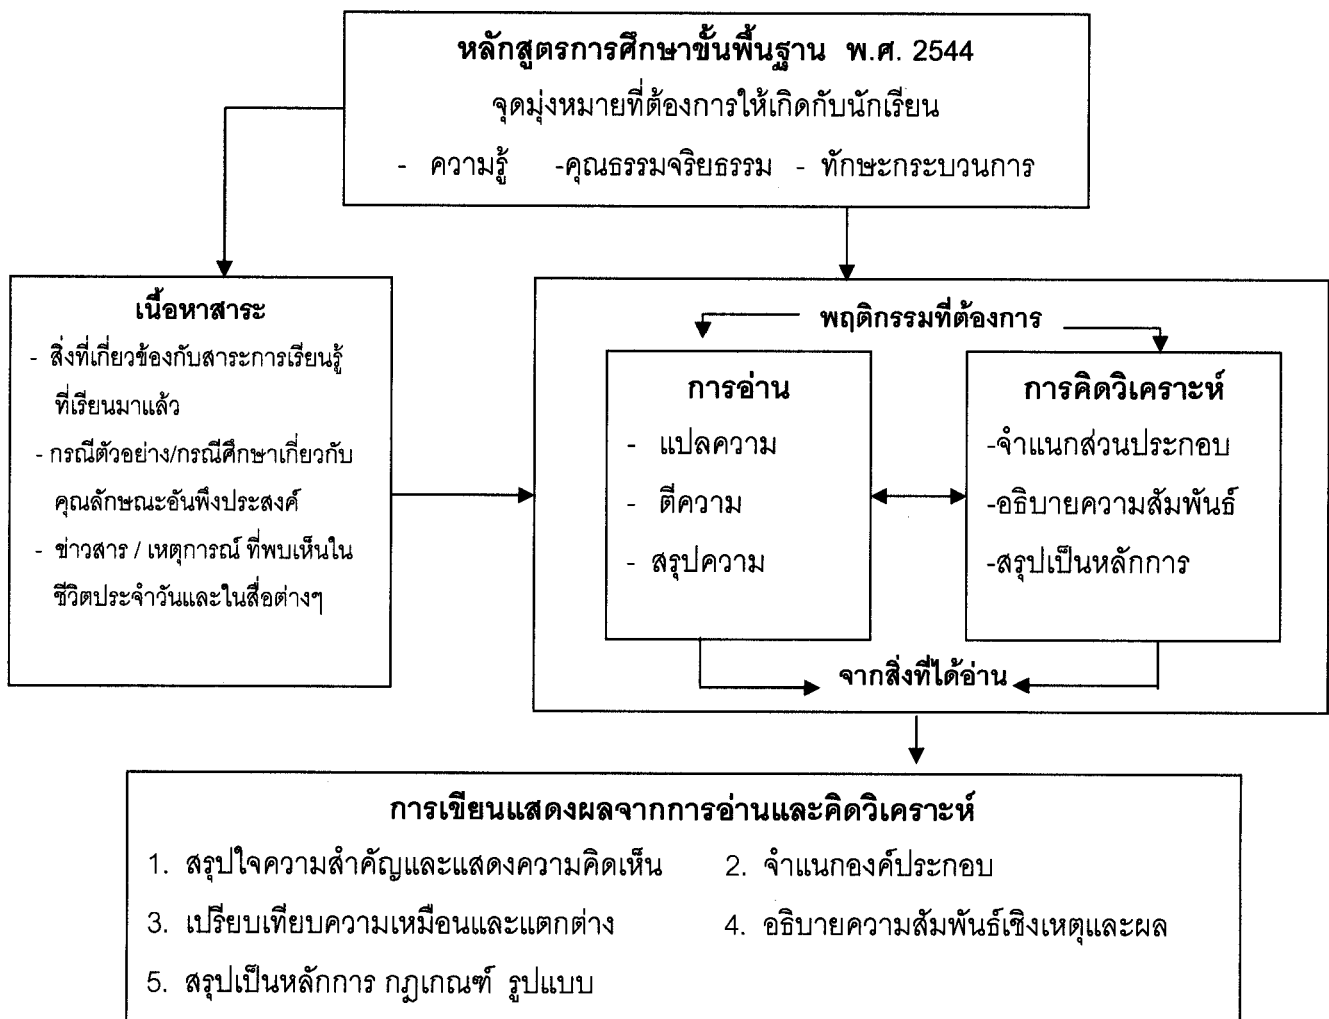 หลักสูตรการศึกษาขั้นพื้นฐาน พ.ศ. 2544
จุดมุ่งหมายที่ต้องการให้เกิดกับนักเรียน
- ความรู้ -คุณธรรมจริยธรรม - ทักษะกระบวนการ
เนื้อหาสาระ
- สิ่งที่เกี่ยวข้องกับสาระการเรียนรู้
ที่เรียนมาแล้ว
- กรณีตัวอย่าง/กรณีศึกษาเกี่ยวกับ
คุณลักษณะอันพึงประสงค์
- ข่าวสาร / เหตุการณ์ ที่พบเห็นใน
ชีวิตประจำวันและในสื่อต่างๆ
พฤติกรรมที่ต้องการ
การอ่าน
- แปลความ
- ตีความ
- สรุปความ
การคิดวิเคราะห์
-จำแนกส่วนประกอบ
-อธิบายความสัมพันธ์
-สรุปเป็นหลักการ
จากสิ่งที่ได้อ่าน
การเขียนแสดงผลจากการอ่านและคิดวิเคราะห์
1. สรุปใจความสำคัญและแสดงความคิดเห็น 2. จำแนกองค์ประกอบ
3. เปรียบเทียบความเหมือนและแตกต่าง 4. อธิบายความสัมพันธ์เชิงเหตุและผล
5. สรุปเป็นหลักการ กฎเกณฑ์ รูปแบบ